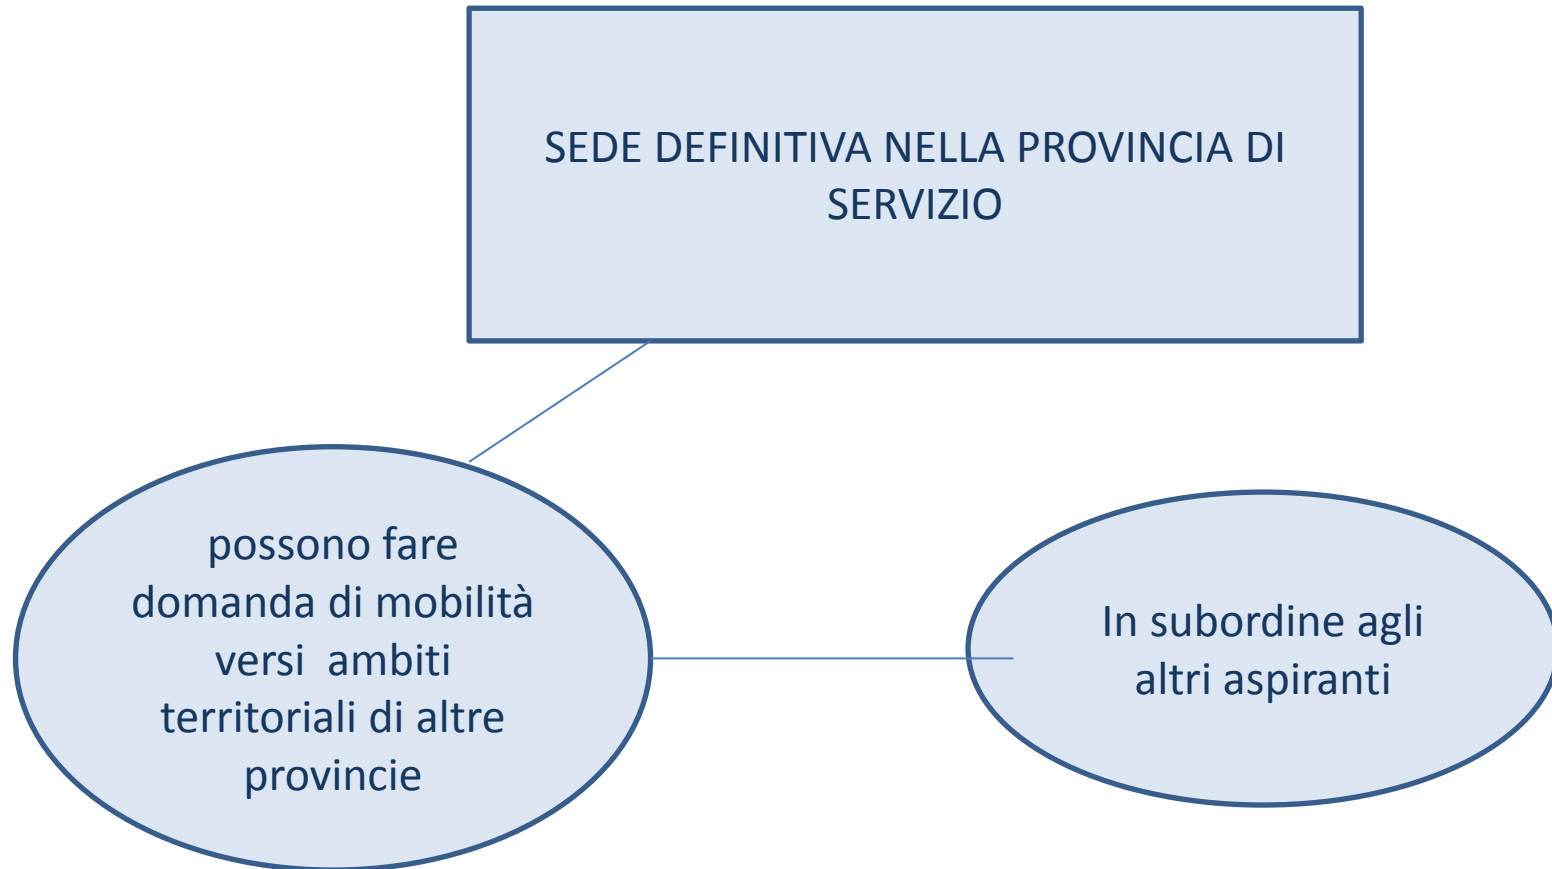 SEDE DEFINITIVA NELLA PROVINCIA DI
SERVIZIO
possono fare
domanda di mobilità
versi ambiti
territoriali di altre
provincie
In subordine agli
altri aspiranti